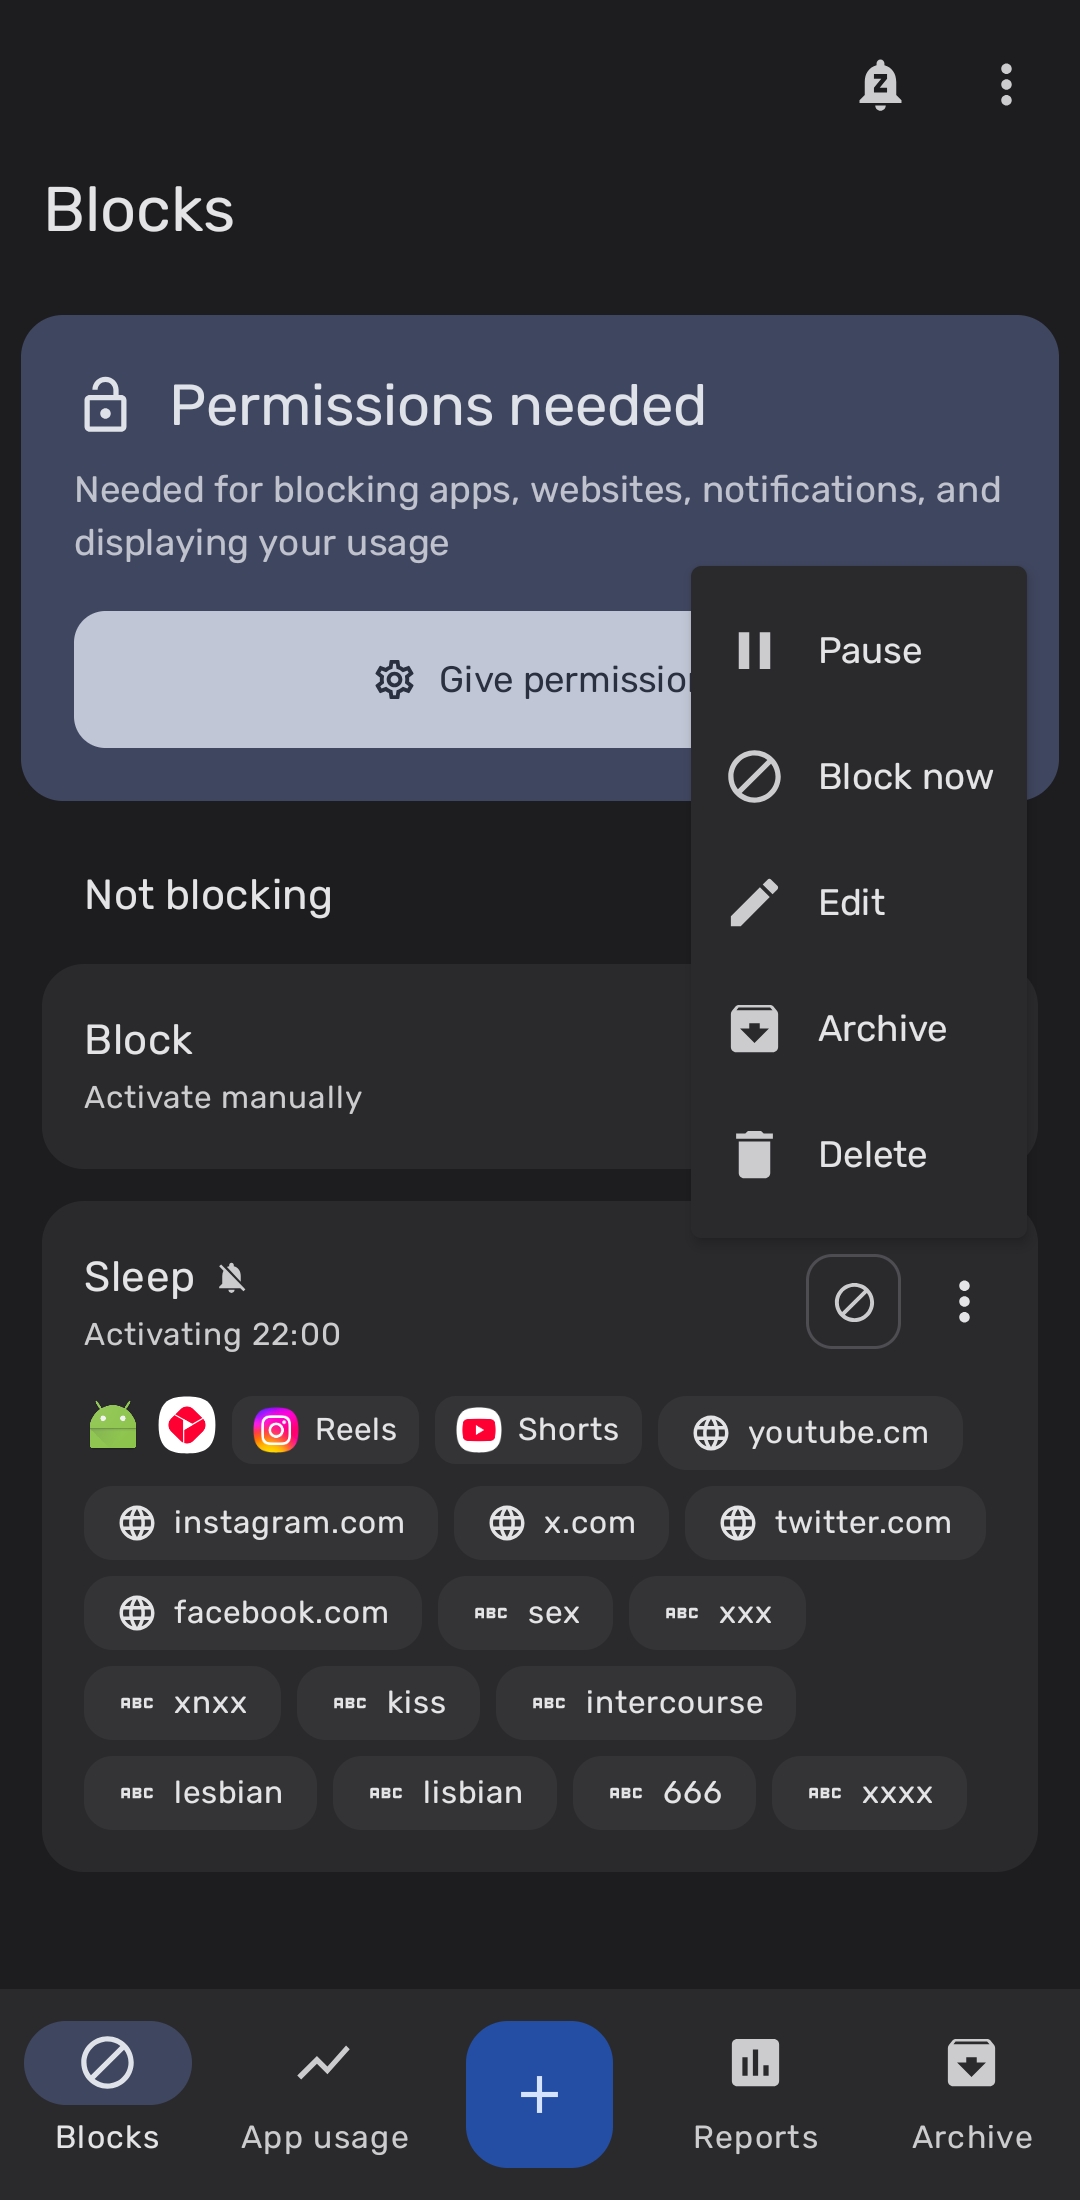 Blocks
Permissions needed
Needed for blocking apps, websites, notifications, and
displaying your usage
Give permission
Pause
Block now
Edit
Archive
Delete
Not blocking
Block
Activate manually
Sleep
Activating 22:00
Reels
Shorts
youtube.cm
instagram.com
x.com
twitter.com
facebook.com
ABC sex
ABC xxx
ABC xnxx
ABC kiss
ABC intercourse
ABC lesbian
ABC lisbian
ABC 666
ABC xxxx
Blocks
App usage
Reports
Archive